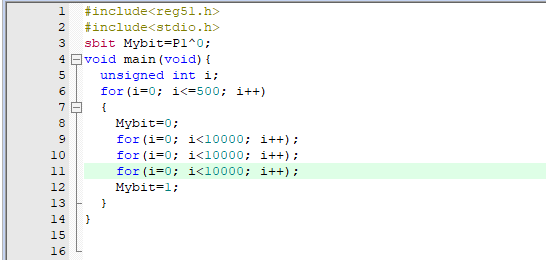 1 #include<reg51.h>
2 #include<stdio.h>
3 sbit Mybit=P1^0;
4 void main(void){
5 unsigned int i;
6 for(i=0; i<=500; i++)
7 {
8 Mybit=0;
9 for(i=0; i<10000; i++);
10 for(i=0; i<10000; i++);
11 for(i=0; i<10000; i++);
12 Mybit=1;
13 }
14 }
15
16